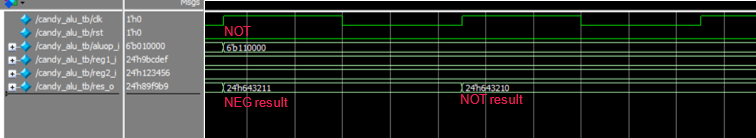 Msgs
/candy_alu_tb/clk 1'h0
/candy_alu_tb/rst 1'h0
NOT
/candy_alu_tb/aluop_i 6'b010000 6'b110000
/candy_alu_tb/reg1_i 24'h9bcdef
/candy_alu_tb/reg2_i 24'h123456
/candy_alu_tb/res_o 24'h89f9b9 24'h643211 24'h643210
NEG result NOT result